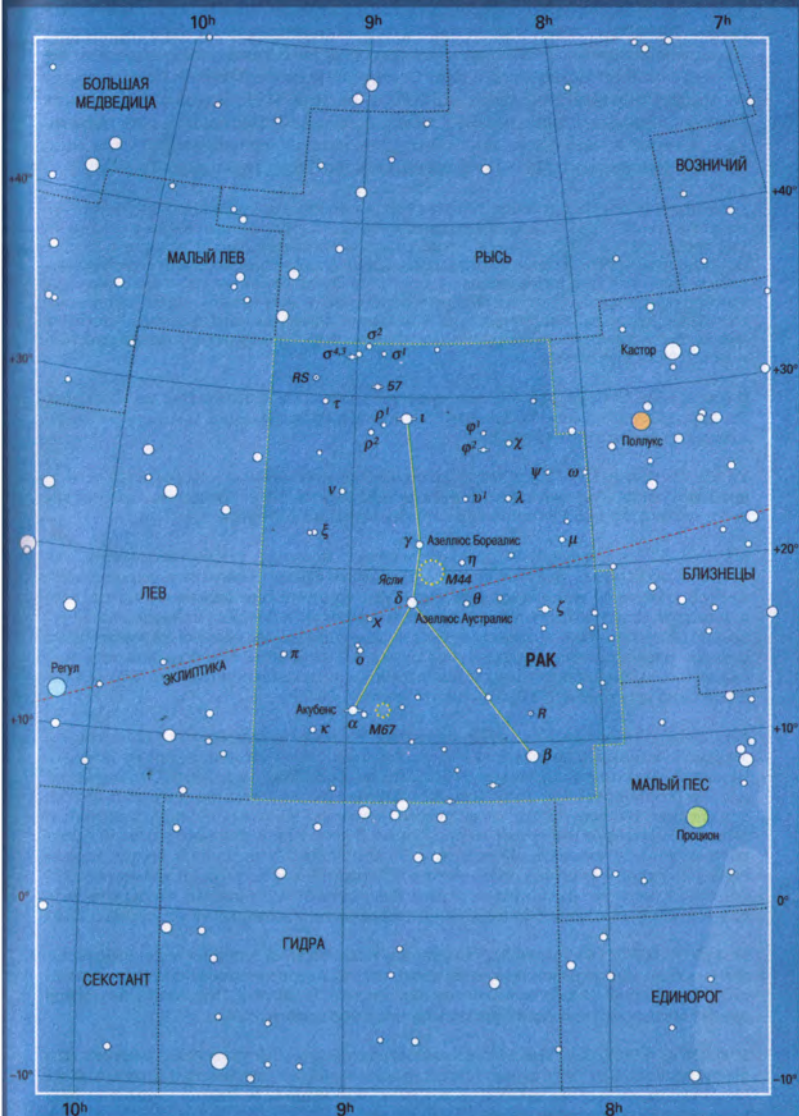 10h
9h
8h
7h
БОЛЬШАЯ
МЕДВЕДИЦА
ВОЗНИЧИЙ
+40°
+40°
МАЛЫЙ ЛЕВ
РЫСЬ
σ²
σ⁴,³
σ¹
Кастор
+30°
+30°
RS
57
τ
ρ¹
ι
φ¹
Поллукс
ρ²
φ²
χ
ψ
ω
ν
υ¹
λ
ξ
γ
Азеллюс Бореалис
μ
+20°
+20°
η
Ясли
M44
БЛИЗНЕЦЫ
ЛЕВ
δ
θ
ζ
X
Азеллюс Аустралис
π
ο
РАК
Регул
ЭКЛИПТИКА
Акубенс
α
R
+10°
+10°
κ
M67
β
МАЛЫЙ ПЕС
Процион
0°
0°
ГИДРА
СЕКСТАНТ
ЕДИНОРОГ
−10°
−10°
10h
9h
8h